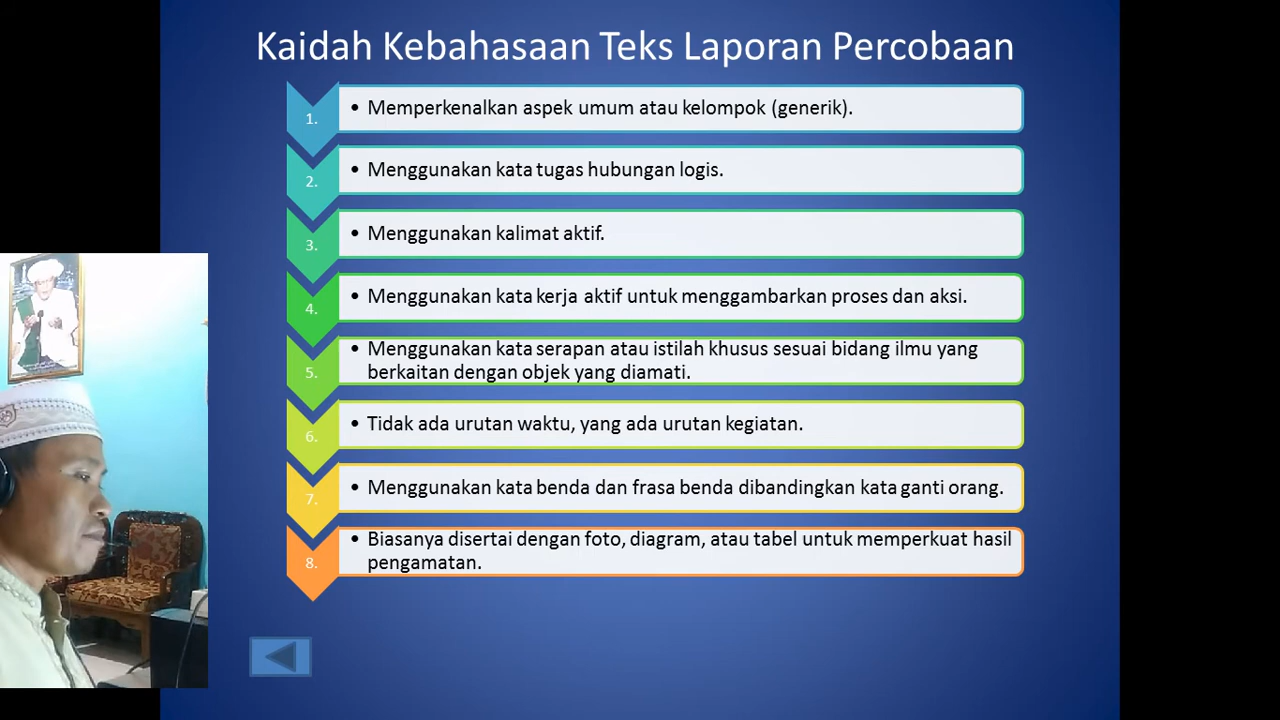 Kaidah Kebahasaan Teks Laporan Percobaan
1.
• Memperkenalkan aspek umum atau kelompok (generik).
2.
• Menggunakan kata tugas hubungan logis.
3.
• Menggunakan kalimat aktif.
4.
• Menggunakan kata kerja aktif untuk menggambarkan proses dan aksi.
5.
• Menggunakan kata serapan atau istilah khusus sesuai bidang ilmu yang
berkaitan dengan objek yang diamati.
6.
• Tidak ada urutan waktu, yang ada urutan kegiatan.
7.
• Menggunakan kata benda dan frasa benda dibandingkan kata ganti orang.
8.
• Biasanya disertai dengan foto, diagram, atau tabel untuk memperkuat hasil
pengamatan.